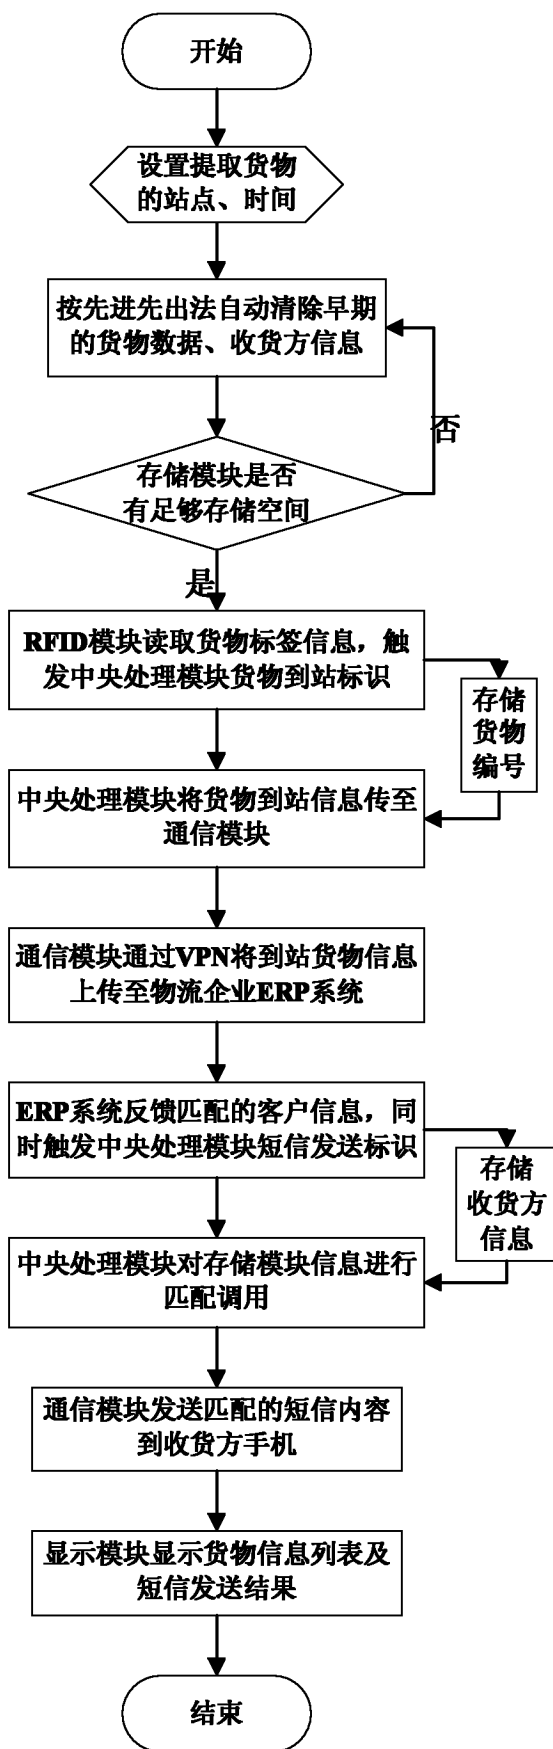 开始
设置提取货物
的站点、时间
按先进先出法自动清除早期
的货物数据、收货方信息
否
存储模块是否
有足够存储空间
是
RFID模块读取货物标签信息，触
发中央处理模块货物到站标识
存储
货物
编号
中央处理模块将货物到站信息传至
通信模块
通信模块通过VPN将到站货物信息
上传至物流企业ERP系统
ERP系统反馈匹配的客户信息，同
时触发中央处理模块短信发送标识
存储
收货方
信息
中央处理模块对存储模块信息进行
匹配调用
通信模块发送匹配的短信内容
到收货方手机
显示模块显示货物信息列表及
短信发送结果
结束